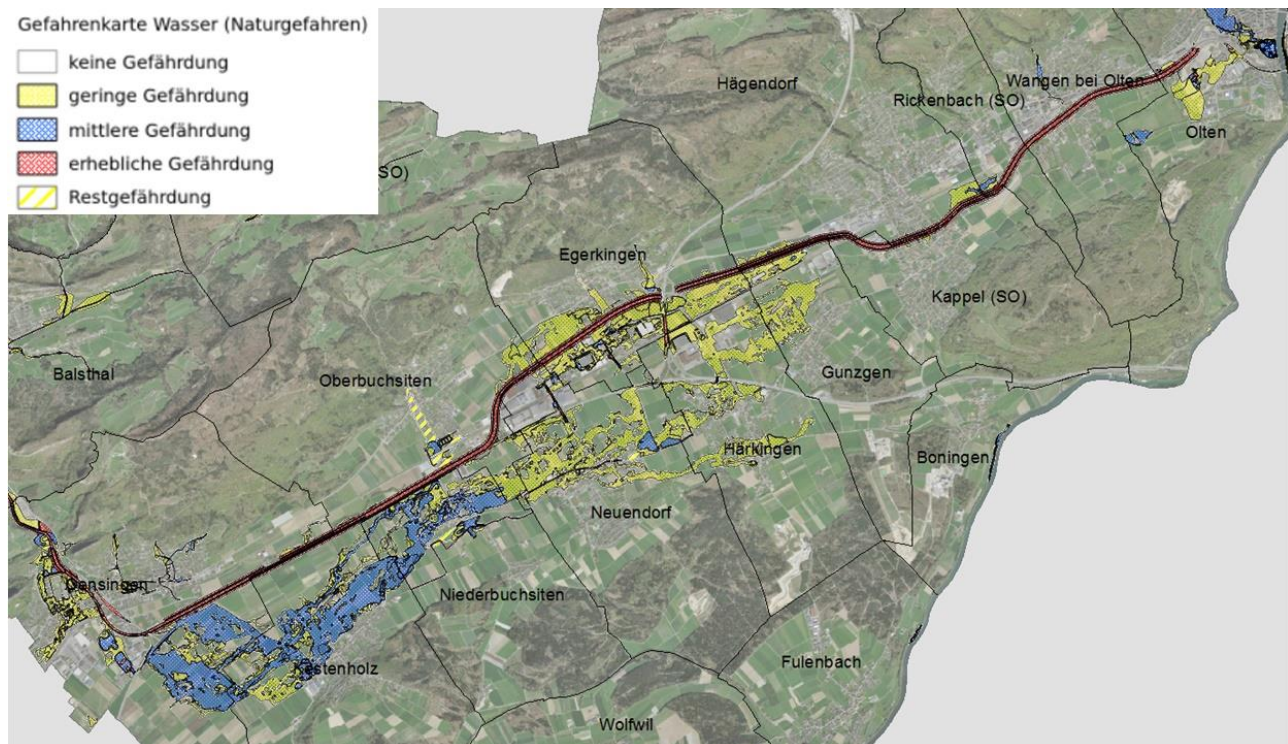 Gefahrenkarte Wasser (Naturgefahren)
keine Gefährdung
geringe Gefährdung
mittlere Gefährdung
erhebliche Gefährdung
Restgefährdung
Hägendorf
Wangen bei Olten
Rickenbach (SO)
Olten
SO)
Egerkingen
Kappel (SO)
Balsthal
Oberbuchsiten
Gunzgen
Härkingen
Boningen
Neuendorf
Oensingen
Niederbuchsiten
Kestenholz
Fulenbach
Wolfwil